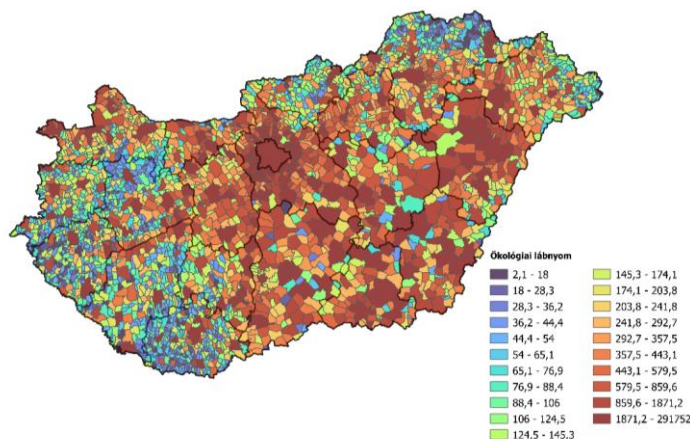 Ökológiai lábnyom
2,1 - 18
18 - 28,3
28,3 - 36,2
36,2 - 44,4
44,4 - 54
54 - 65,1
65,1 - 76,9
76,9 - 88,4
88,4 - 106
106 - 124,5
124,5 - 145,3
145,3 - 174,1
174,1 - 203,8
203,8 - 241,8
241,8 - 292,7
292,7 - 357,5
357,5 - 443,1
443,1 - 579,5
579,5 - 859,6
859,6 - 1871,2
1871,2 - 291752